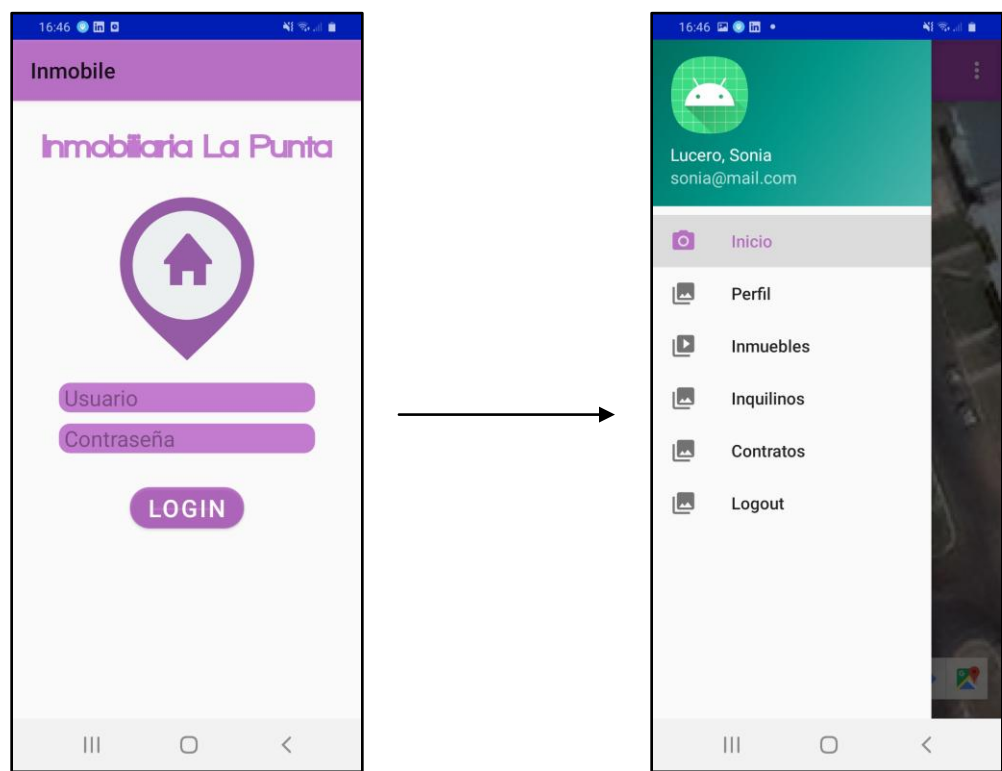 16:46
Inmobile
Inmobiliaria La Punta
Usuario
Contraseña
LOGIN
16:46
Lucero, Sonia
sonia@mail.com
Inicio
Perfil
Inmuebles
Inquilinos
Contratos
Logout